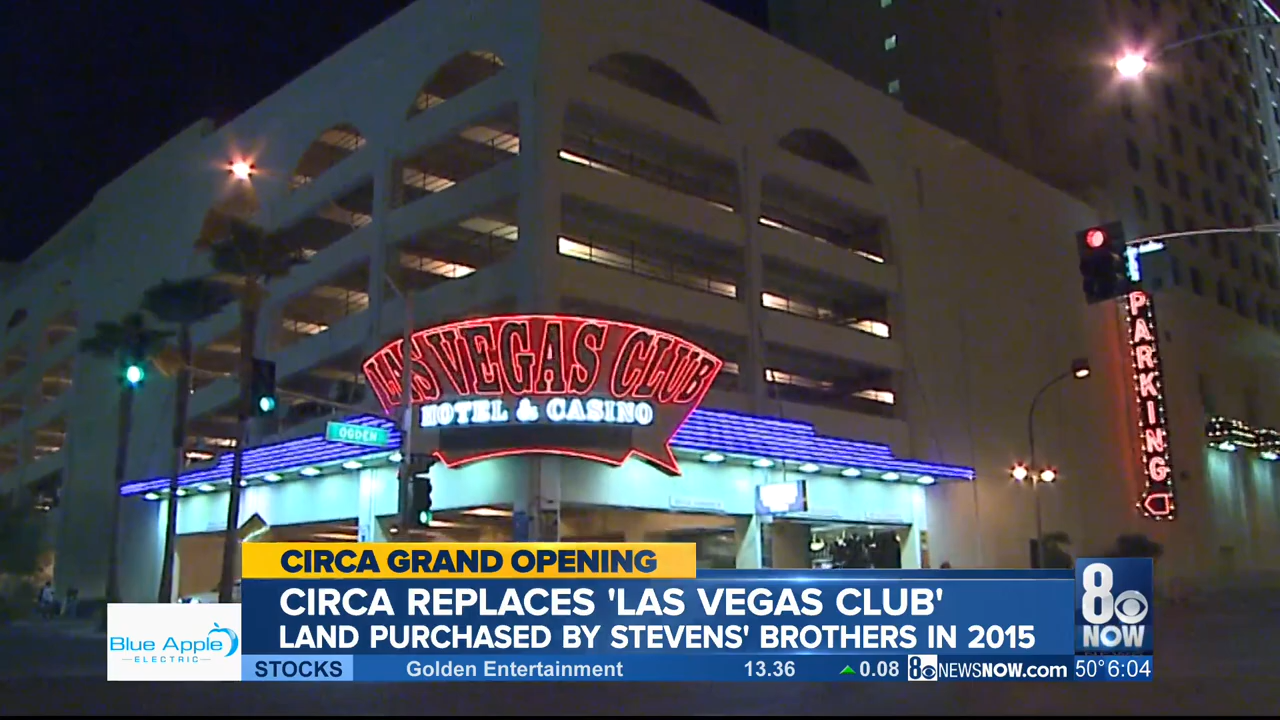 LAS VEGAS CLUB
HOTEL & CASINO
OGDEN
PARKING
CIRCA GRAND OPENING
CIRCA REPLACES 'LAS VEGAS CLUB'
LAND PURCHASED BY STEVENS' BROTHERS IN 2015
8 NOW
Blue Apple
ELECTRIC
STOCKS Golden Entertainment 13.36 0.08 8 NEWSNOW.com 50° 6:04